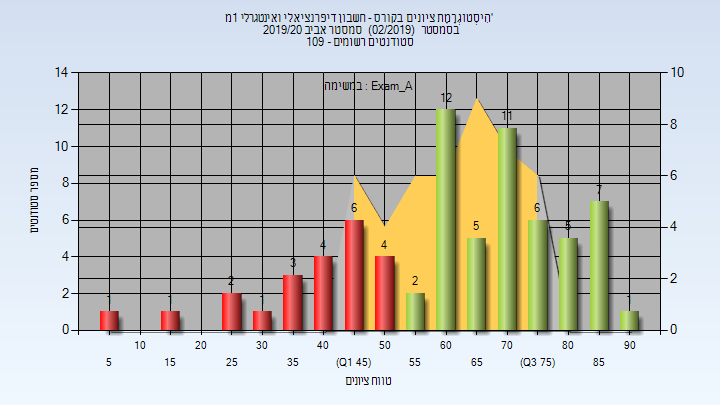 הִיסְטוֹגְרָמַת ציונים בקורס - חשבון דיפרנציאלי ואינטגרלי 1מ'
בסמסטר (02/2019) סמסטר אביב 2019/20
סטודנטים רשומים - 109
במשימה : Exam_A
מספר סטודנטים
14 12 10 8 6 4 2 0
10 8 6 4 2 0
1 1 2 1 3 4 6 4 2 12 5 11 6 5 7 1
10 20 30 40 50 60 70 80 90
5 15 25 35 (Q1 45) 55 65 (Q3 75) 85
טווח ציונים